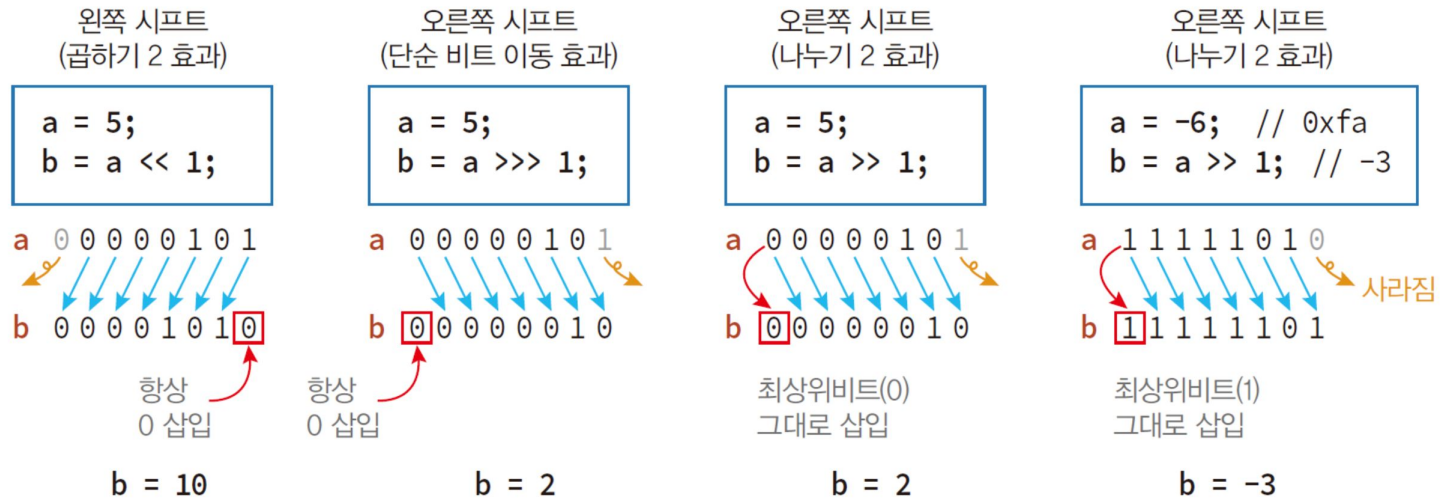 왼쪽 시프트
(곱하기 2 효과)
a = 5;
b = a << 1;
a 0 0 0 0 0 1 0 1
b 0 0 0 0 1 0 1 0
항상
0 삽입
b = 10
오른쪽 시프트
(단순 비트 이동 효과)
a = 5;
b = a >>> 1;
a 0 0 0 0 0 1 0 1
b 0 0 0 0 0 0 1 0
항상
0 삽입
b = 2
오른쪽 시프트
(나누기 2 효과)
a = 5;
b = a >> 1;
a 0 0 0 0 0 1 0 1
b 0 0 0 0 0 0 1 0
최상위비트(0)
그대로 삽입
b = 2
오른쪽 시프트
(나누기 2 효과)
a = -6; // 0xfa
b = a >> 1; // -3
a 1 1 1 1 1 0 1 0
사라짐
b 1 1 1 1 1 1 0 1
최상위비트(1)
그대로 삽입
b = -3